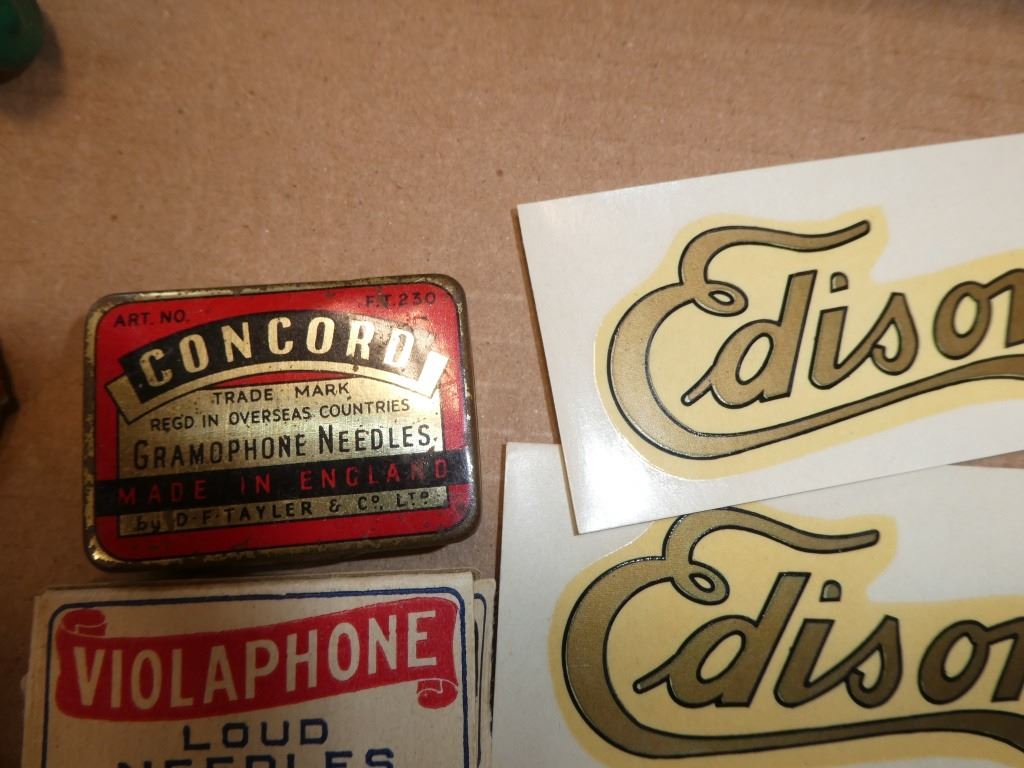 ART. NO. F.T.230
CONCORD
TRADE MARK
REGD IN OVERSEAS COUNTRIES
GRAMOPHONE NEEDLES.
MADE IN ENGLAND
by D·F·TAYLER & Co. LTD.
VIOLAPHONE
LOUD
NEEDLES
Edison
Edison